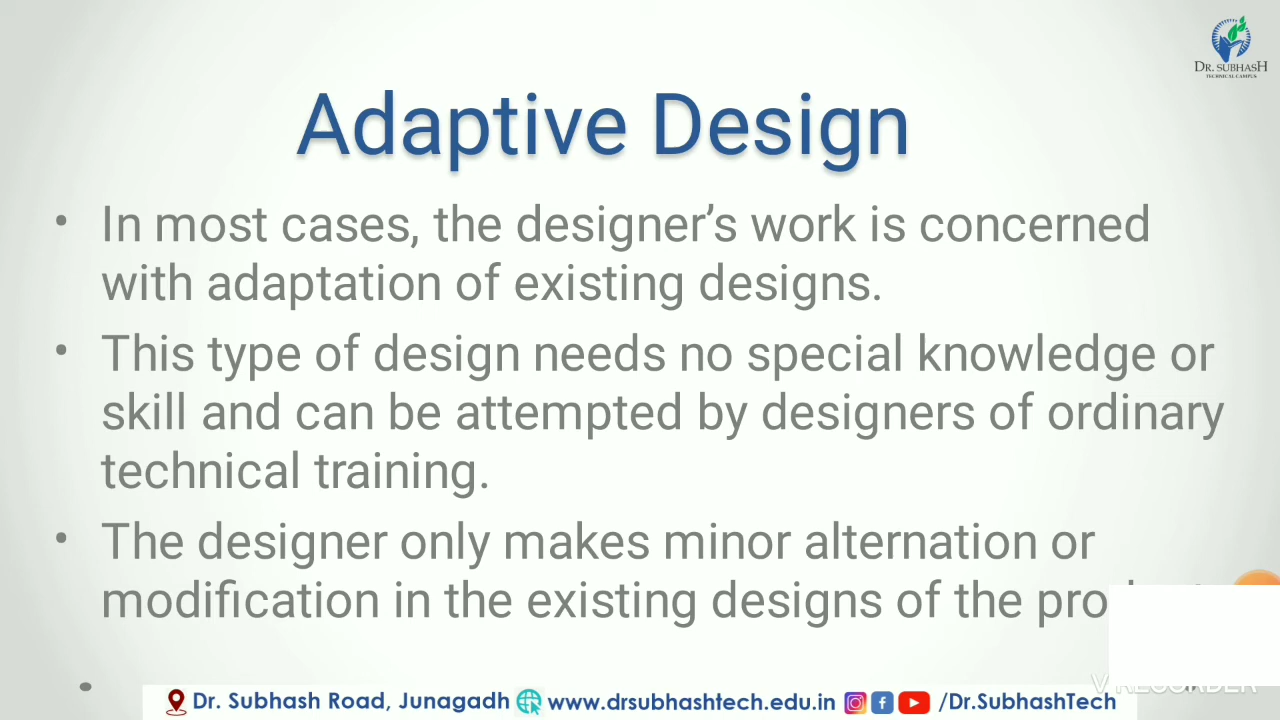 DR. SUBHASH
TECHNICAL CAMPUS
Adaptive Design
• In most cases, the designer’s work is concerned
with adaptation of existing designs.
• This type of design needs no special knowledge or
skill and can be attempted by designers of ordinary
technical training.
• The designer only makes minor alternation or
modification in the existing designs of the
•
Dr. Subhash Road, Junagadh www.drsubhashtech.edu.in /Dr.SubhashTech
V RECORDER